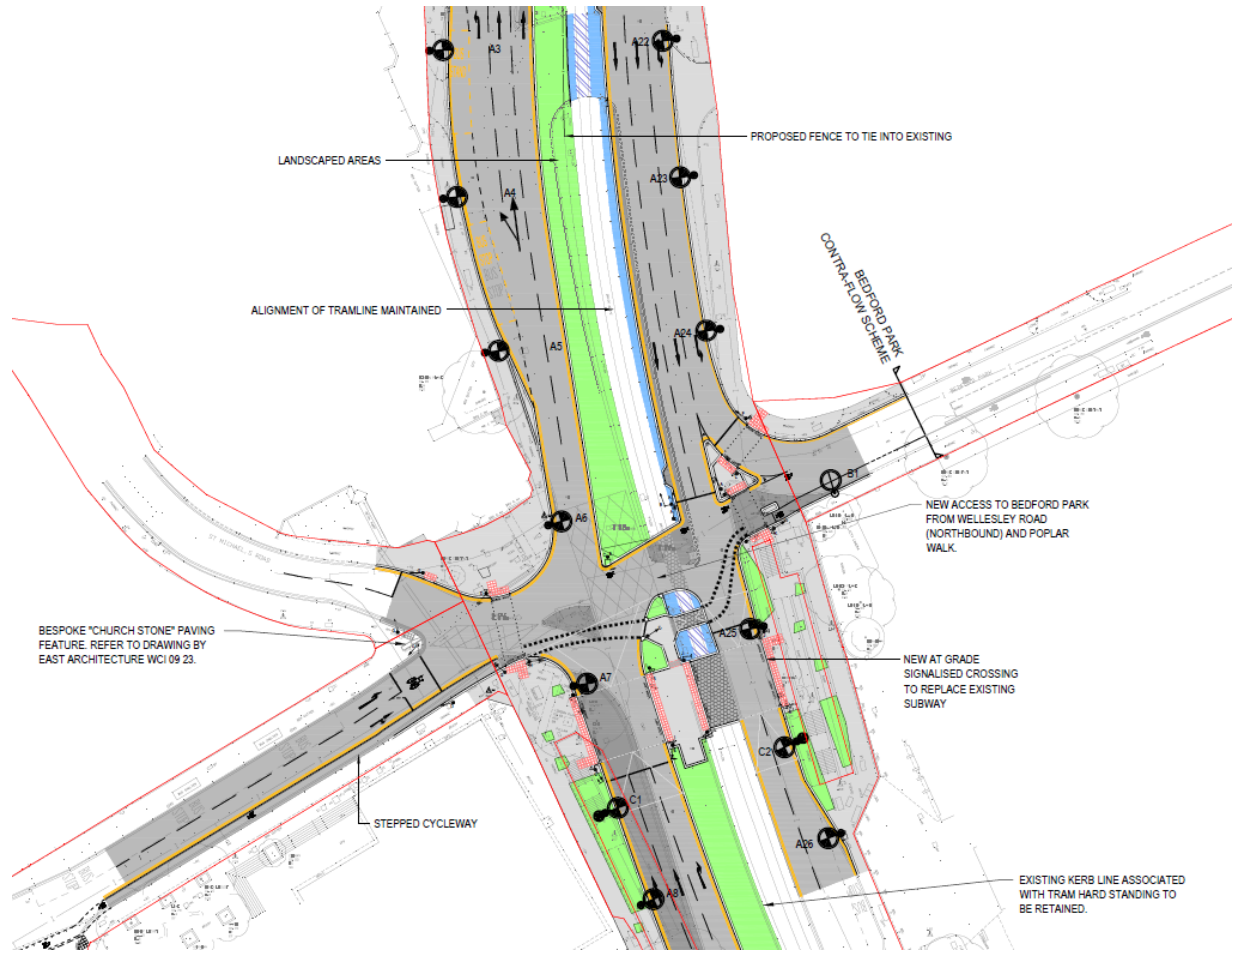 A3
A22
PROPOSED FENCE TO TIE INTO EXISTING
LANDSCAPED AREAS
A23
A4
BEDFORD PARK
CONTRA-FLOW SCHEME
ALIGNMENT OF TRAMLINE MAINTAINED
A24
A5
B1
NEW ACCESS TO BEDFORD PARK
FROM WELLESLEY ROAD
(NORTHBOUND) AND POPLAR
WALK.
A6
ST MICHAEL'S ROAD
BESPOKE "CHURCH STONE" PAVING
FEATURE. REFER TO DRAWING BY
EAST ARCHITECTURE WCI 09 23.
A25
NEW AT GRADE
SIGNALISED CROSSING
TO REPLACE EXISTING
SUBWAY
A7
C2
C1
STEPPED CYCLEWAY
A26
A8
EXISTING KERB LINE ASSOCIATED
WITH TRAM HARD STANDING TO
BE RETAINED.